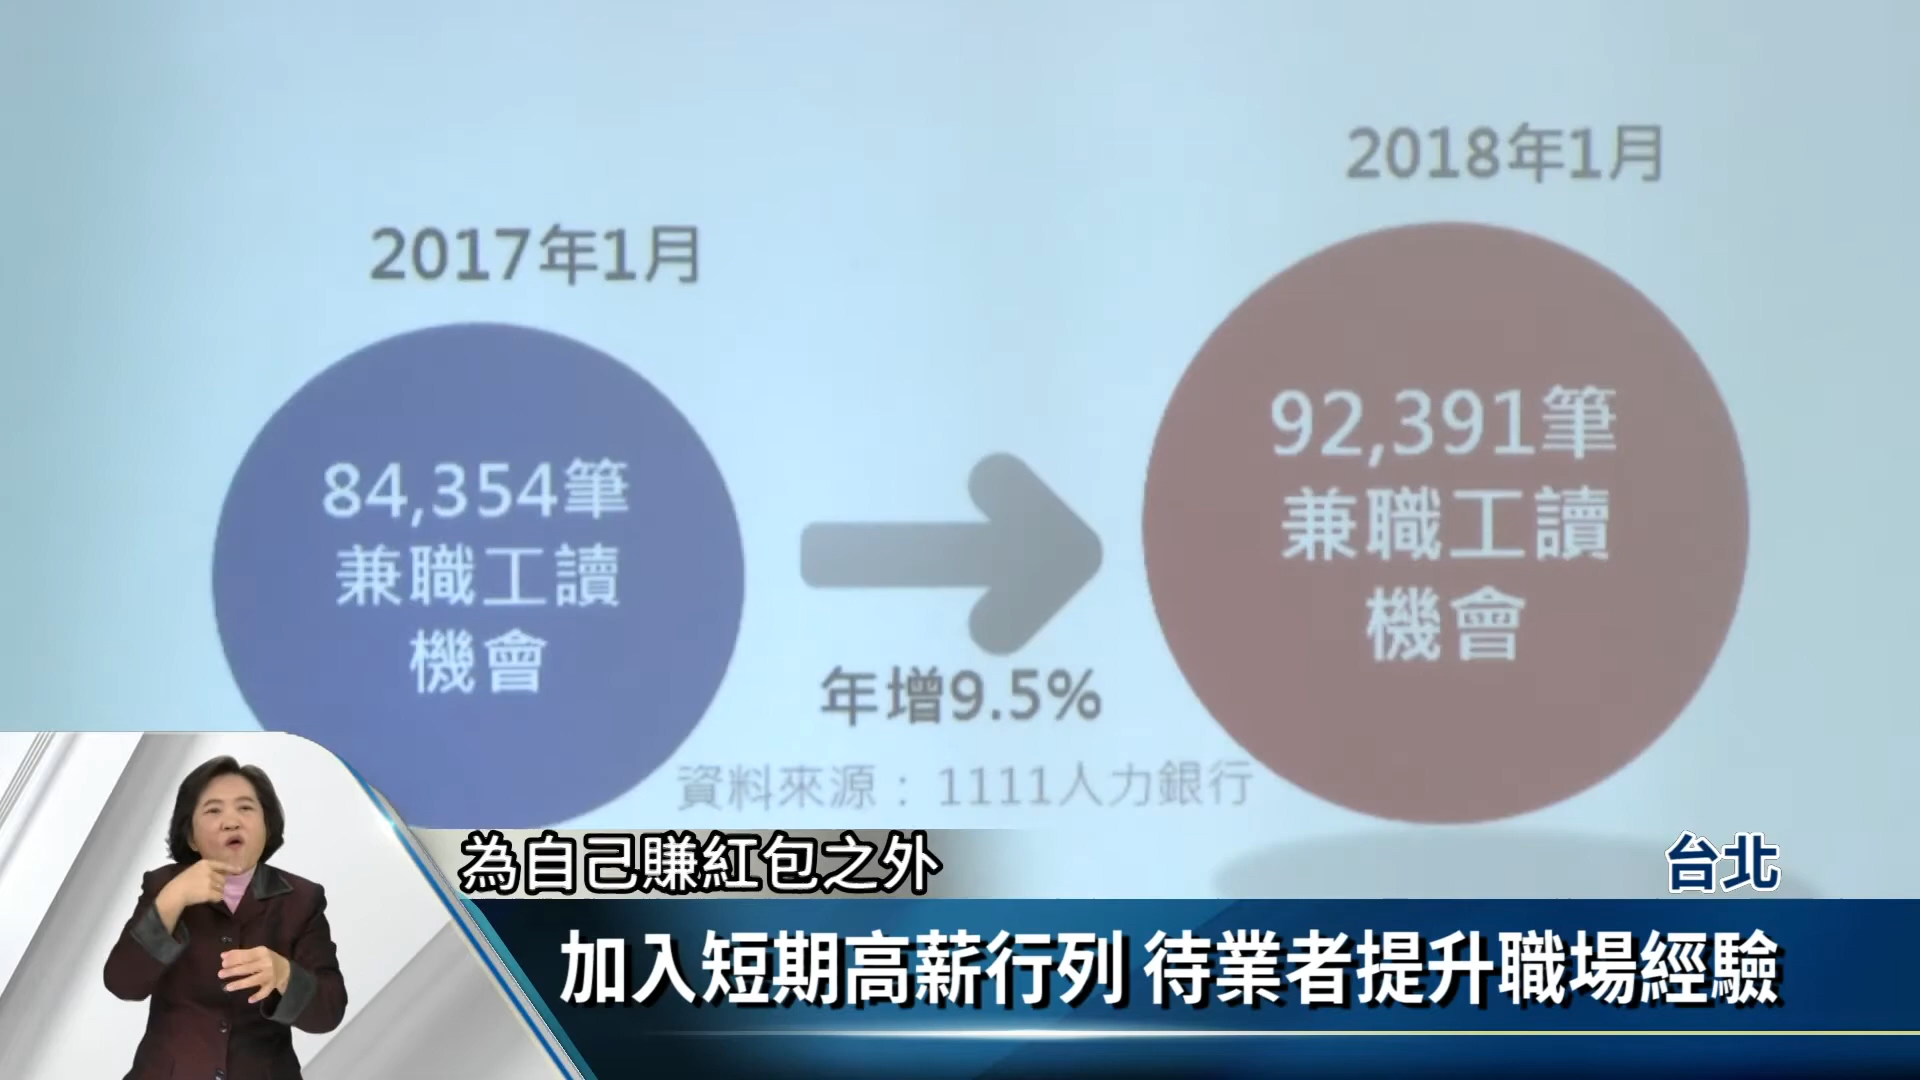 2017年1月
84,354筆
兼職工讀
機會
年增9.5%
資料來源：1111人力銀行
2018年1月
92,391筆
兼職工讀
機會
為自己賺紅包之外
台北
加入短期高薪行列 待業者提升職場經驗